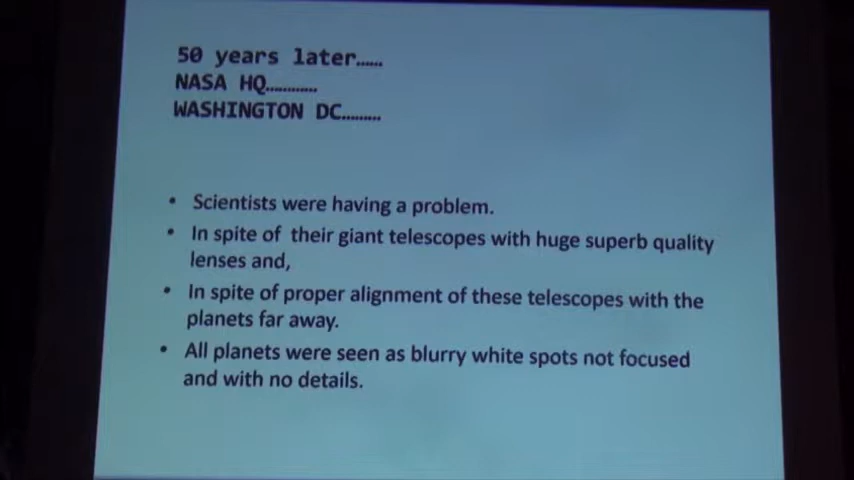 50 years later......
NASA HQ............
WASHINGTON DC.........
• Scientists were having a problem.
• In spite of their giant telescopes with huge superb quality
lenses and,
• In spite of proper alignment of these telescopes with the
planets far away.
• All planets were seen as blurry white spots not focused
and with no details.